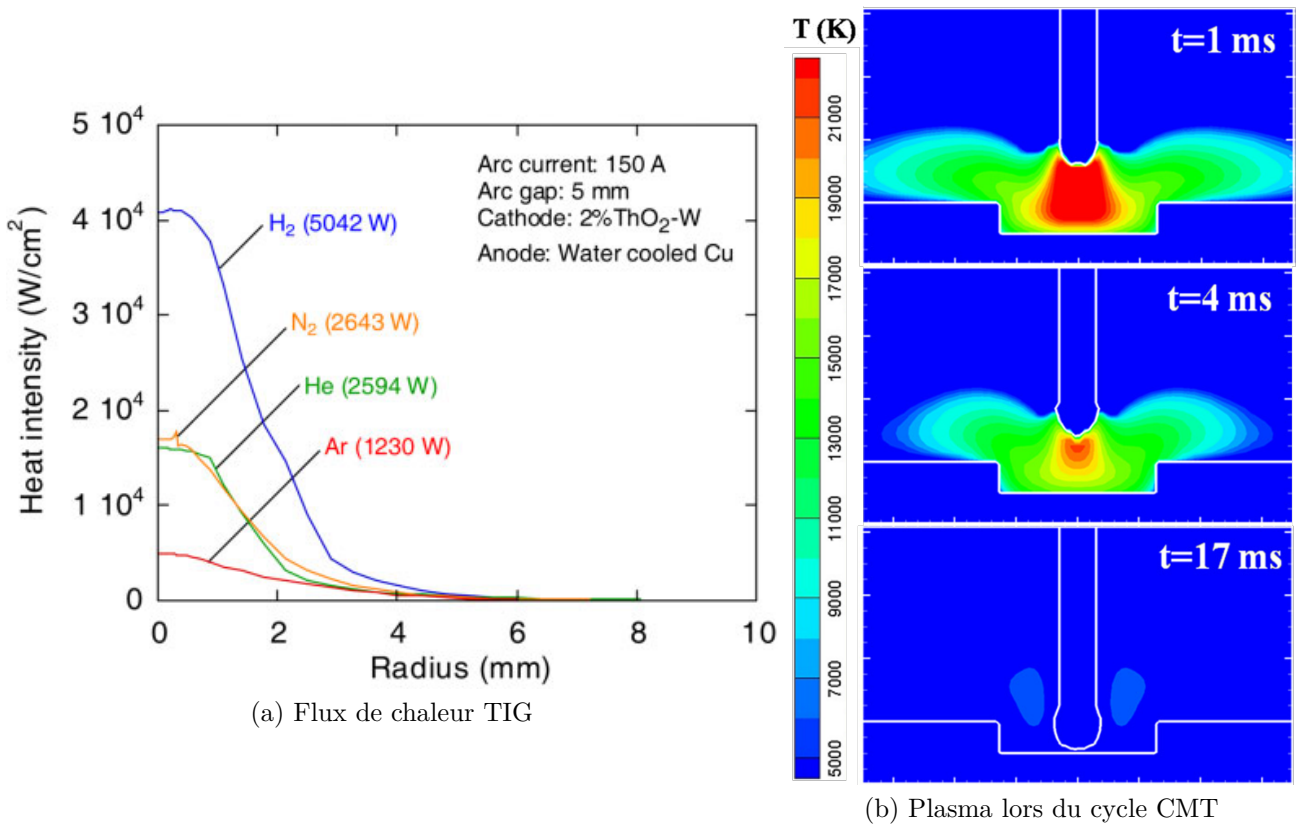 5 10⁴
4 10⁴
3 10⁴
2 10⁴
1 10⁴
0
Heat intensity (W/cm²)
Arc current: 150 A
Arc gap: 5 mm
Cathode: 2%ThO₂-W
Anode: Water cooled Cu
H₂ (5042 W)
N₂ (2643 W)
He (2594 W)
Ar (1230 W)
0 2 4 6 8 10
Radius (mm)
(a) Flux de chaleur TIG
T (K)
21000
19000
17000
15000
13000
11000
9000
7000
5000
t=1 ms
t=4 ms
t=17 ms
(b) Plasma lors du cycle CMT